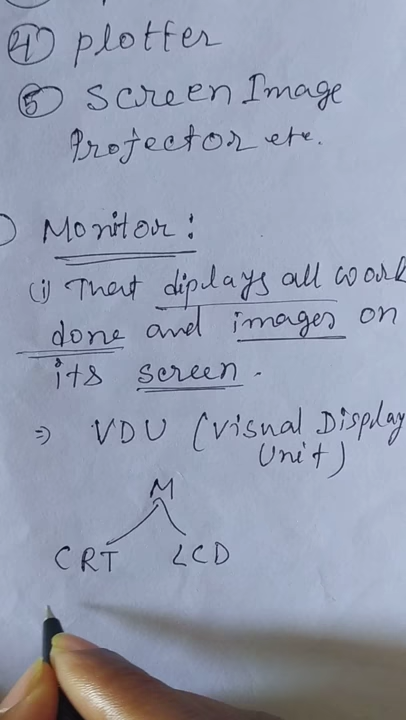 ④ plotter
⑤ Screen Image
Projector etc.
Monitor:
(i) That diplays all work
done and images on
its screen.
⇒ VDU (Visual Display
Unit)
M
CRT LCD